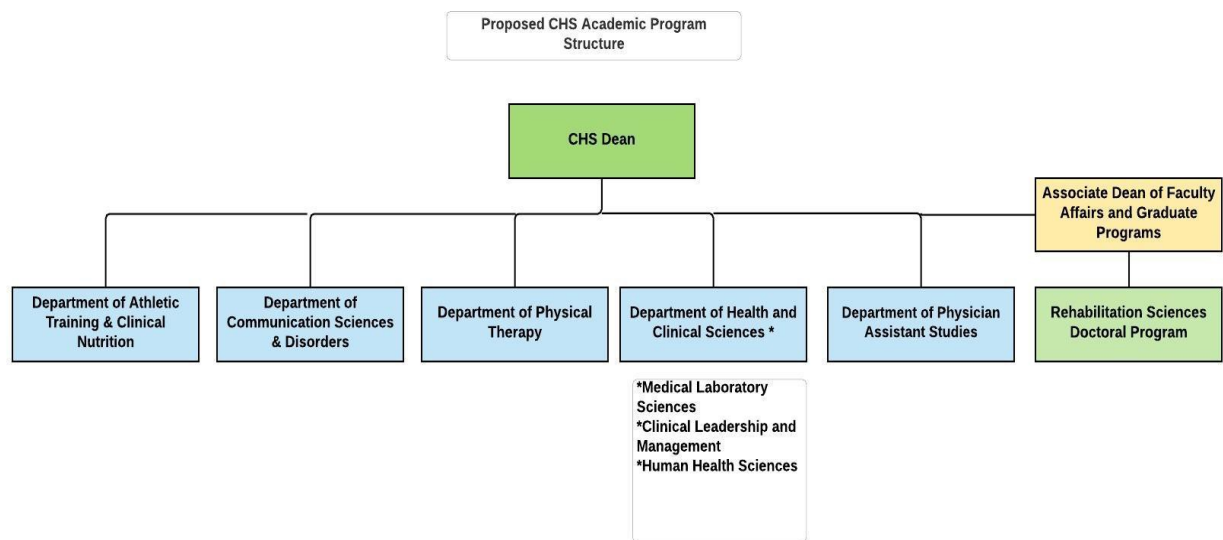 Proposed CHS Academic Program
Structure
CHS Dean
Associate Dean of Faculty
Affairs and Graduate
Programs
Department of Athletic
Training & Clinical
Nutrition
Department of
Communication Sciences
& Disorders
Department of Physical
Therapy
Department of Health and
Clinical Sciences *
Department of Physician
Assistant Studies
Rehabilitation Sciences
Doctoral Program
*Medical Laboratory
Sciences
*Clinical Leadership and
Management
*Human Health Sciences